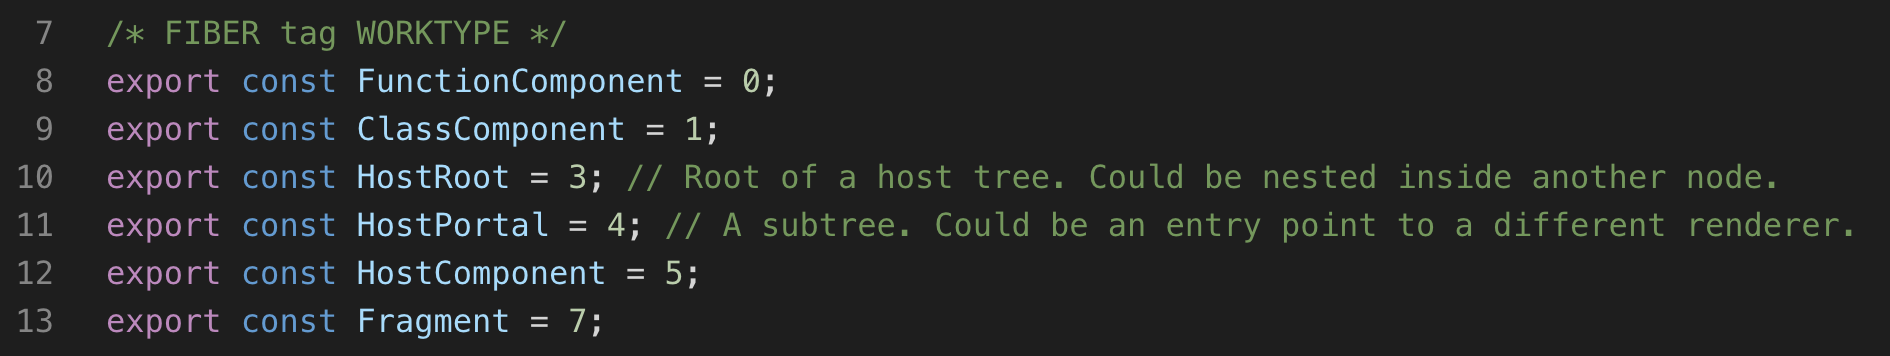 7 /* FIBER tag WORKTYPE */
8 export const FunctionComponent = 0;
9 export const ClassComponent = 1;
10 export const HostRoot = 3; // Root of a host tree. Could be nested inside another node.
11 export const HostPortal = 4; // A subtree. Could be an entry point to a different renderer.
12 export const HostComponent = 5;
13 export const Fragment = 7;